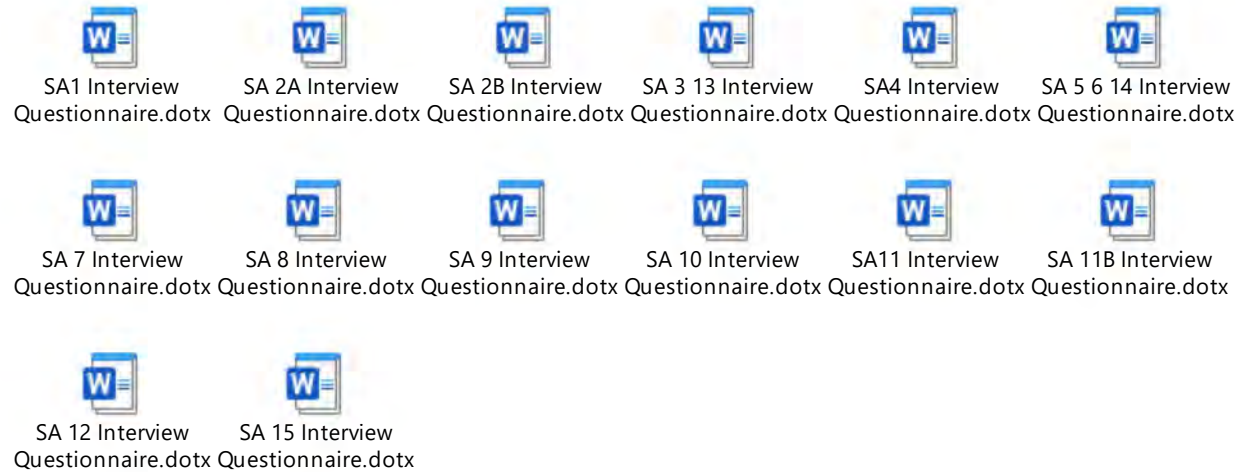 SA1 Interview Questionnaire.dotx
SA 2A Interview Questionnaire.dotx
SA 2B Interview Questionnaire.dotx
SA 3 13 Interview Questionnaire.dotx
SA4 Interview Questionnaire.dotx
SA 5 6 14 Interview Questionnaire.dotx
SA 7 Interview Questionnaire.dotx
SA 8 Interview Questionnaire.dotx
SA 9 Interview Questionnaire.dotx
SA 10 Interview Questionnaire.dotx
SA11 Interview Questionnaire.dotx
SA 11B Interview Questionnaire.dotx
SA 12 Interview Questionnaire.dotx
SA 15 Interview Questionnaire.dotx